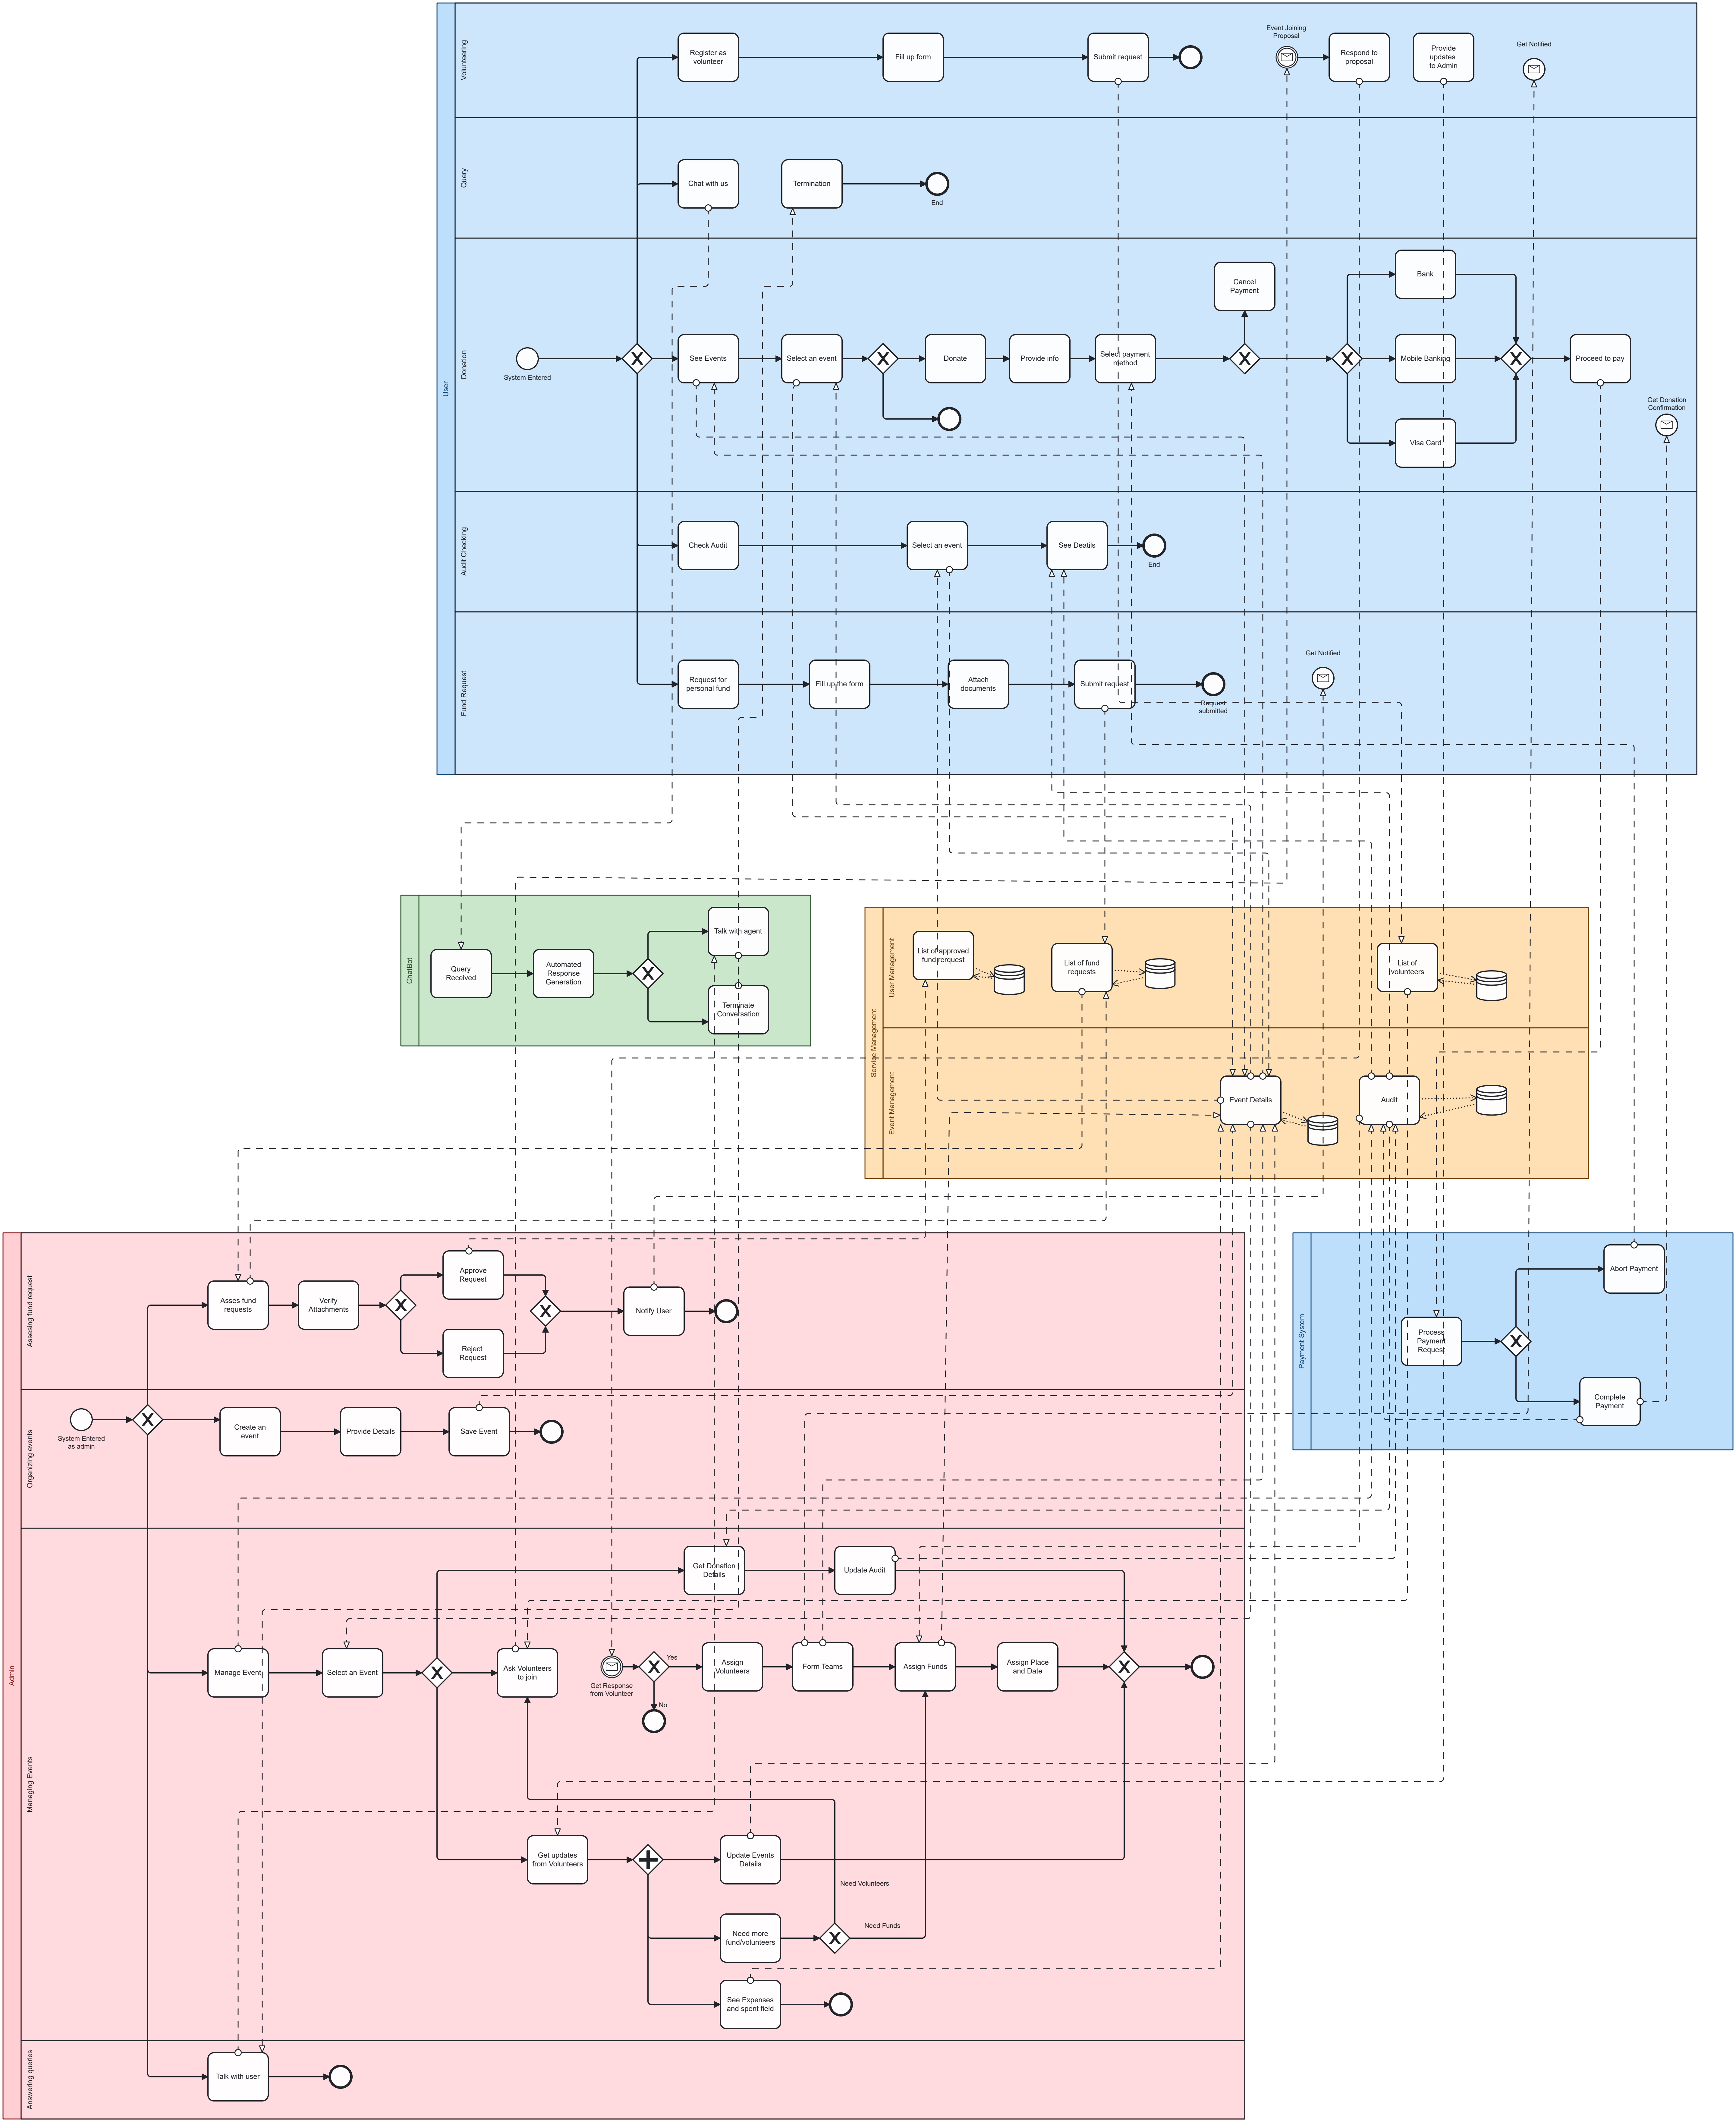 User
Volunteering
Register as
volunteer
Fill up form
Submit request
Event Joining
Proposal
Respond to
proposal
Provide
updates
to Admin
Get Notified
Query
Chat with us
Termination
End
Donation
System Entered
See Events
Select an event
Donate
Provide info
Select payment
method
Cancel
Payment
Bank
Mobile Banking
Visa Card
Proceed to pay
Get Donation
Confirmation
Audit Checking
Check Audit
Select an event
See Deatils
End
Fund Request
Request for
personal fund
Fill up the form
Attach
documents
Submit request
Request
submitted
Get Notified
ChatBot
Query
Received
Automated
Response
Generation
Talk with agent
Terminate
Conversation
Service Management
User Management
List of approved
fund rerquest
List of fund
requests
List of
volunteers
Event Management
Event Details
Audit
Admin
Assesing fund request
Asses fund
requests
Verify
Attachments
Approve
Request
Reject
Request
Notify User
Organizing events
System Entered
as admin
Create an
event
Provide Details
Save Event
Payment System
Process
Payment
Request
Abort Payment
Complete
Payment
Managing Events
Get Donation
Details
Update Audit
Manage Event
Select an Event
Ask Volunteers
to join
Get Response
from Volunteer
Yes
No
Assign
Volunteers
Form Teams
Assign Funds
Assign Place
and Date
Get updates
from Volunteers
Update Events
Details
Need Volunteers
Need more
fund/volunteers
Need Funds
See Expenses
and spent field
Answering queries
Talk with user